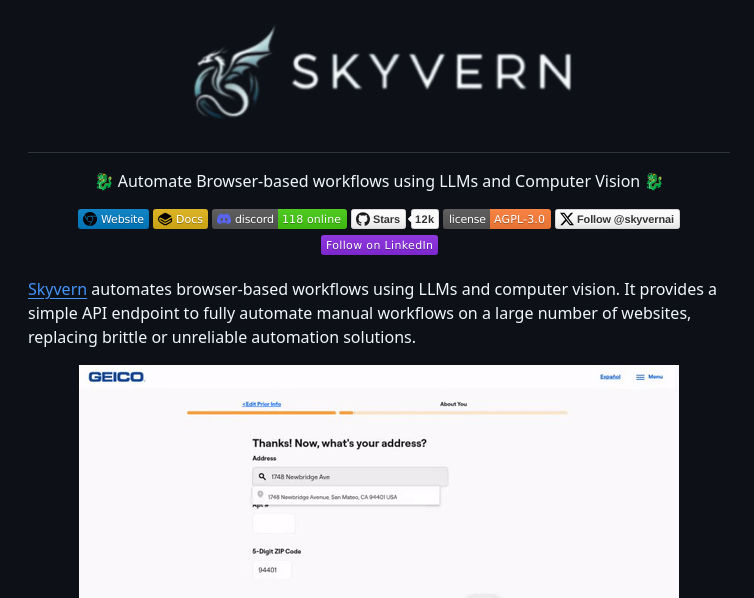 SKYVERN
🐉 Automate Browser-based workflows using LLMs and Computer Vision 🐉
Website Docs discord 118 online Stars 12k license AGPL-3.0 Follow @skyvernai
Follow on LinkedIn
Skyvern automates browser-based workflows using LLMs and computer vision. It provides a
simple API endpoint to fully automate manual workflows on a large number of websites,
replacing brittle or unreliable automation solutions.
GEICO Español Menu
<Edit Prior Info About You
Thanks! Now, what's your address?
Address
1748 Newbridge Ave
1748 Newbridge Avenue, San Mateo, CA 94401 USA
Apt #
5-Digit ZIP Code
94401